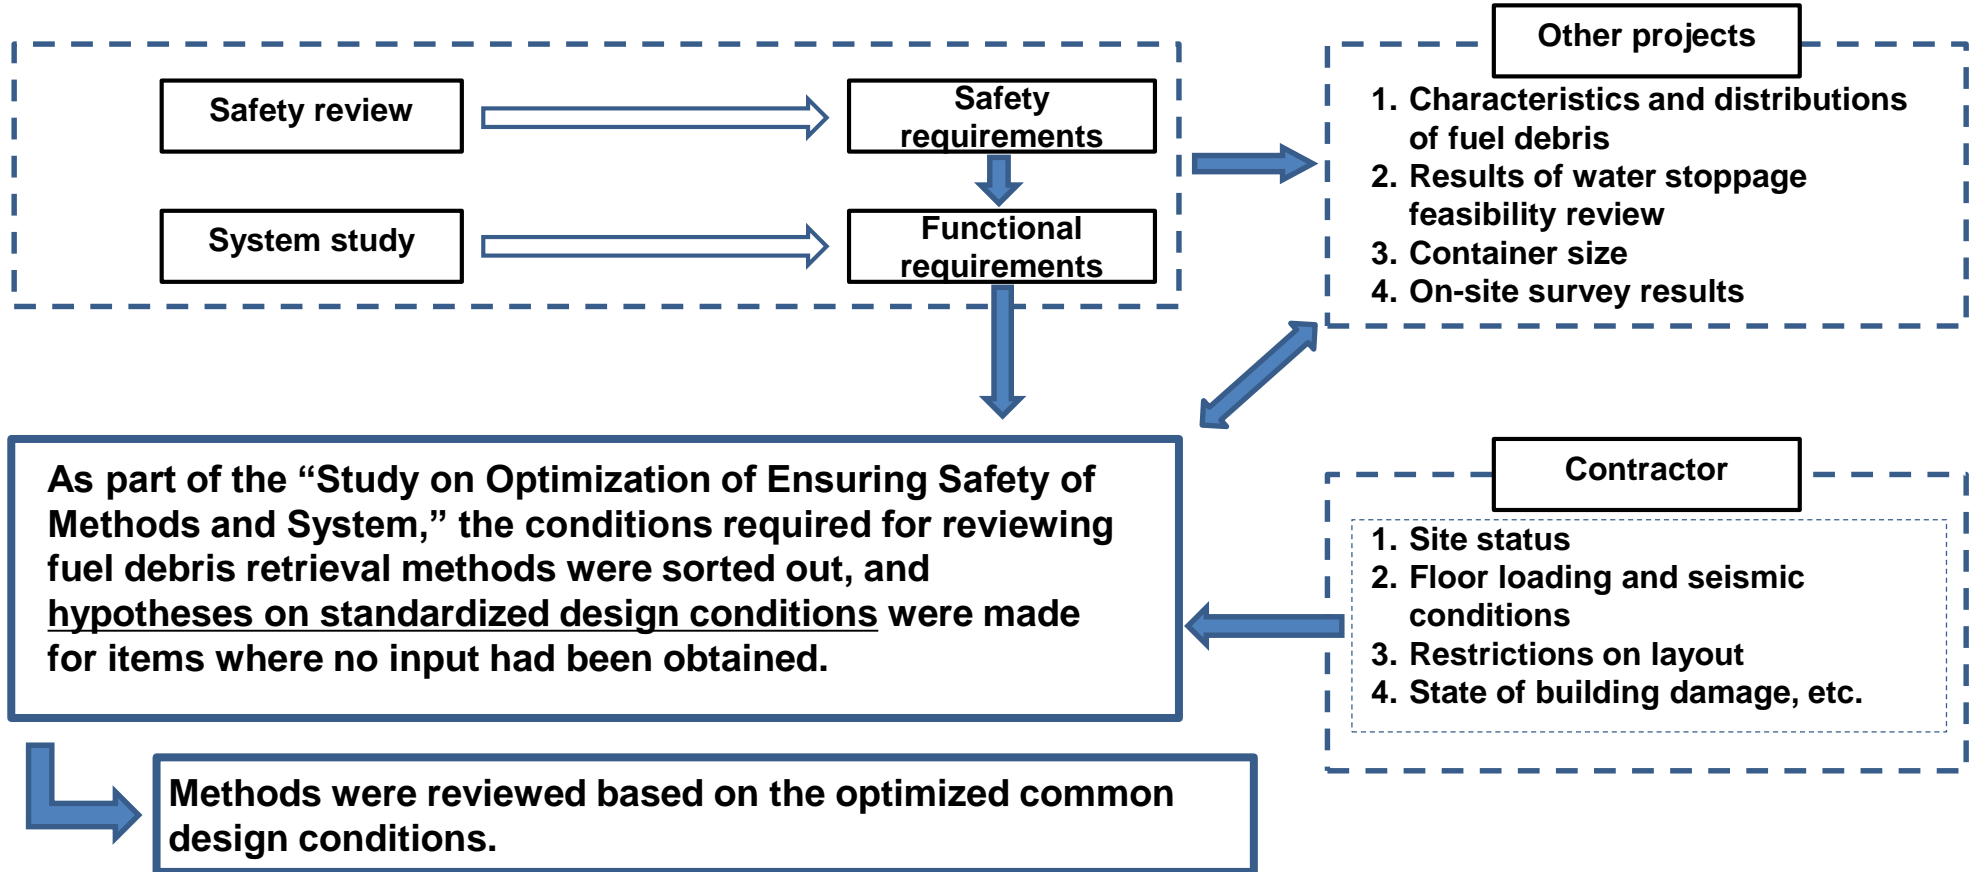 Safety review
Safety
requirements
System study
Functional
requirements
Other projects
1. Characteristics and distributions
of fuel debris
2. Results of water stoppage
feasibility review
3. Container size
4. On-site survey results
As part of the “Study on Optimization of Ensuring Safety of
Methods and System,” the conditions required for reviewing
fuel debris retrieval methods were sorted out, and
hypotheses on standardized design conditions were made
for items where no input had been obtained.
Contractor
1. Site status
2. Floor loading and seismic
conditions
3. Restrictions on layout
4. State of building damage, etc.
Methods were reviewed based on the optimized common
design conditions.